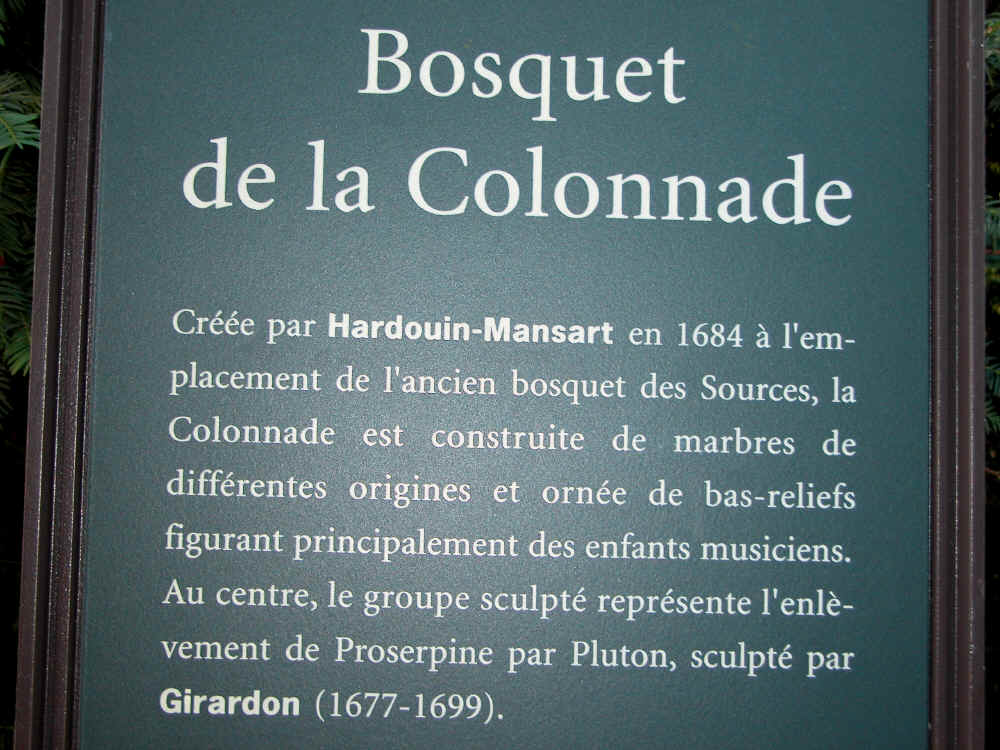 Bosquet
de la Colonnade
Créée par Hardouin-Mansart en 1684 à l'em-
placement de l'ancien bosquet des Sources, la
Colonnade est construite de marbres de
différentes origines et ornée de bas-reliefs
figurant principalement des enfants musiciens.
Au centre, le groupe sculpté représente l'enlè-
vement de Proserpine par Pluton, sculpté par
Girardon (1677-1699).